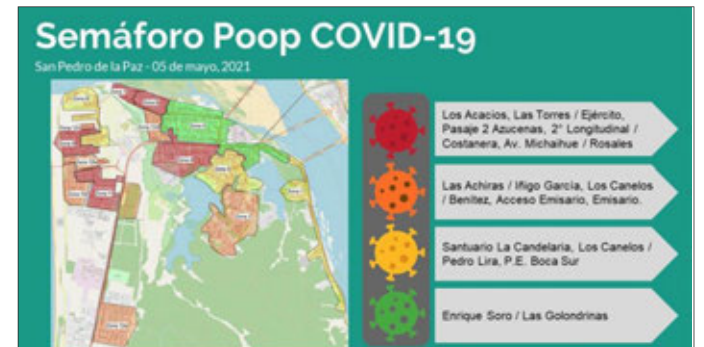 Semáforo Poop COVID-19
San Pedro de la Paz - 05 de mayo, 2021
Los Acacios, Las Torres / Ejército,
Pasaje 2 Azucenas, 2° Longitudinal /
Costanera, Av. Michaihue / Rosales
Las Achiras / Iñigo García, Los Canelos
/ Benítez, Acceso Emisario, Emisario.
Santuario La Candelaria, Los Canelos /
Pedro Lira, P.E. Boca Sur
Enrique Soro / Las Golondrinas